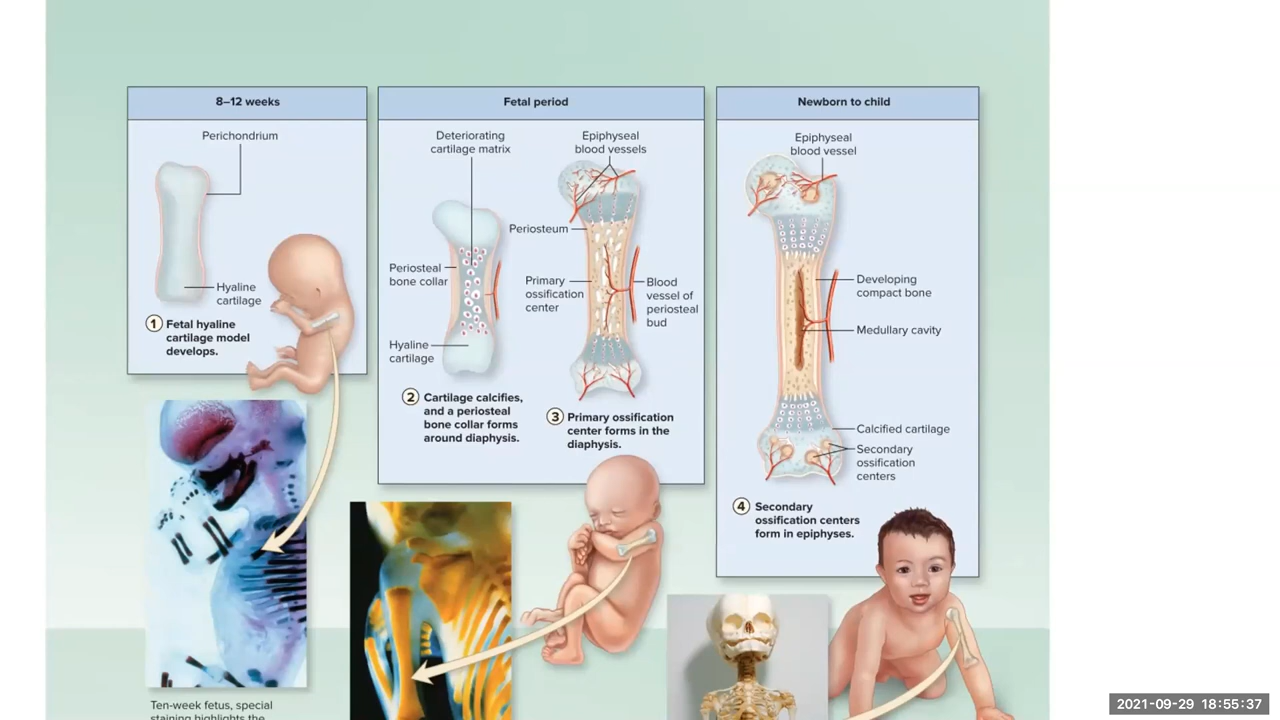 8–12 weeks
Perichondrium
Hyaline
cartilage
1 Fetal hyaline
cartilage model
develops.
Fetal period
Deteriorating
cartilage matrix
Epiphyseal
blood vessels
Periosteum
Periosteal
bone collar
Primary
ossification
center
Blood
vessel of
periosteal
bud
Hyaline
cartilage
2 Cartilage calcifies,
and a periosteal
bone collar forms
around diaphysis.
3 Primary ossification
center forms in the
diaphysis.
Newborn to child
Epiphyseal
blood vessel
Developing
compact bone
Medullary cavity
Calcified cartilage
Secondary
ossification
centers
4 Secondary
ossification centers
form in epiphyses.
Ten-week fetus, special
staining highlights the
2021-09-29 18:55:37